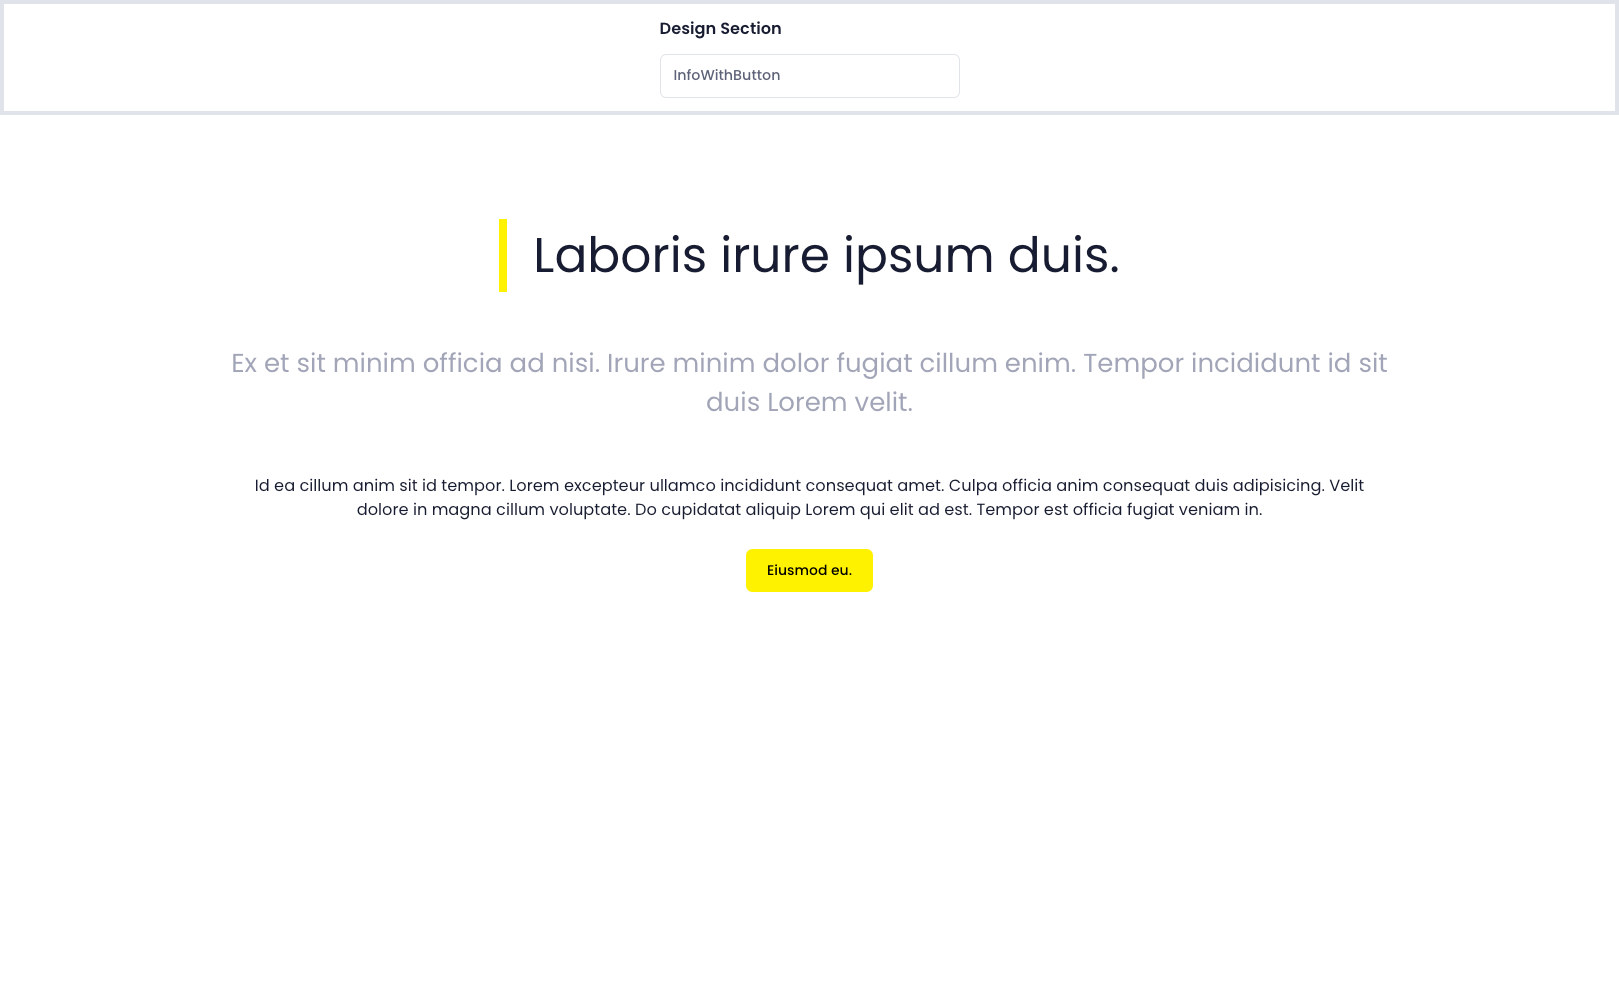 Design Section
InfoWithButton
Laboris irure ipsum duis.
Ex et sit minim officia ad nisi. Irure minim dolor fugiat cillum enim. Tempor incididunt id sit
duis Lorem velit.
Id ea cillum anim sit id tempor. Lorem excepteur ullamco incididunt consequat amet. Culpa officia anim consequat duis adipisicing. Velit
dolore in magna cillum voluptate. Do cupidatat aliquip Lorem qui elit ad est. Tempor est officia fugiat veniam in.
Eiusmod eu.